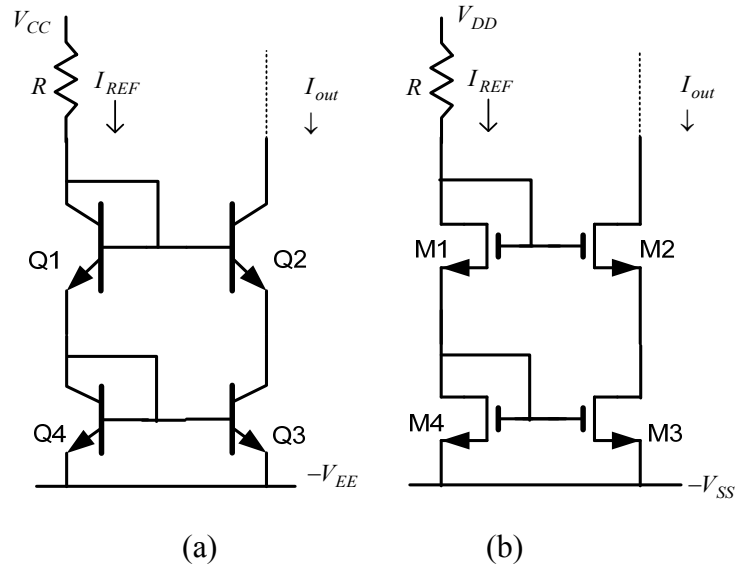 V_CC
R
I_REF
I_out
Q1
Q2
Q4
Q3
−V_EE
(a)
V_DD
R
I_REF
I_out
M1
M2
M4
M3
−V_SS
(b)